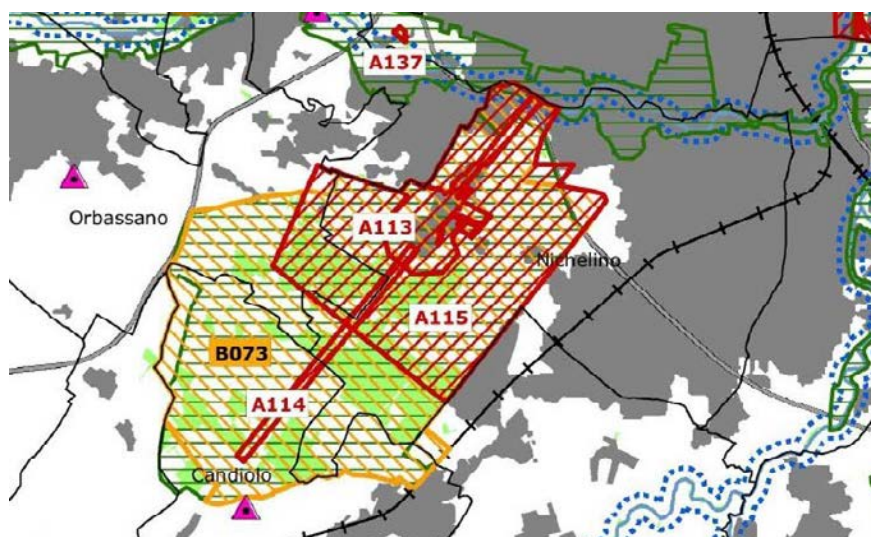 A137
Orbassano
A113
Nichelino
A115
B073
A114
Candiolo